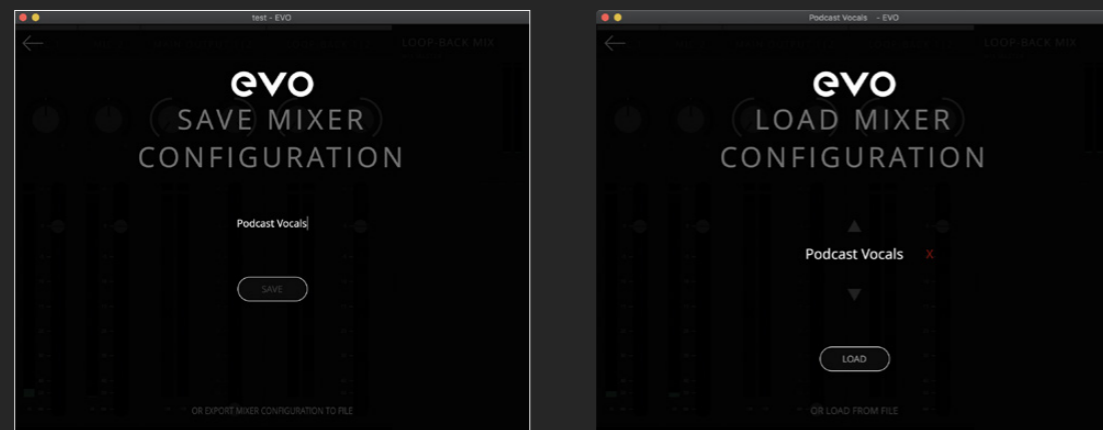 test - EVO
LOOP-BACK MIX
evo
SAVE MIXER
CONFIGURATION
Podcast Vocals
SAVE
OR EXPORT MIXER CONFIGURATION TO FILE
Podcast Vocals - EVO
LOOP-BACK MIX
evo
LOAD MIXER
CONFIGURATION
Podcast Vocals X
LOAD
OR LOAD FROM FILE